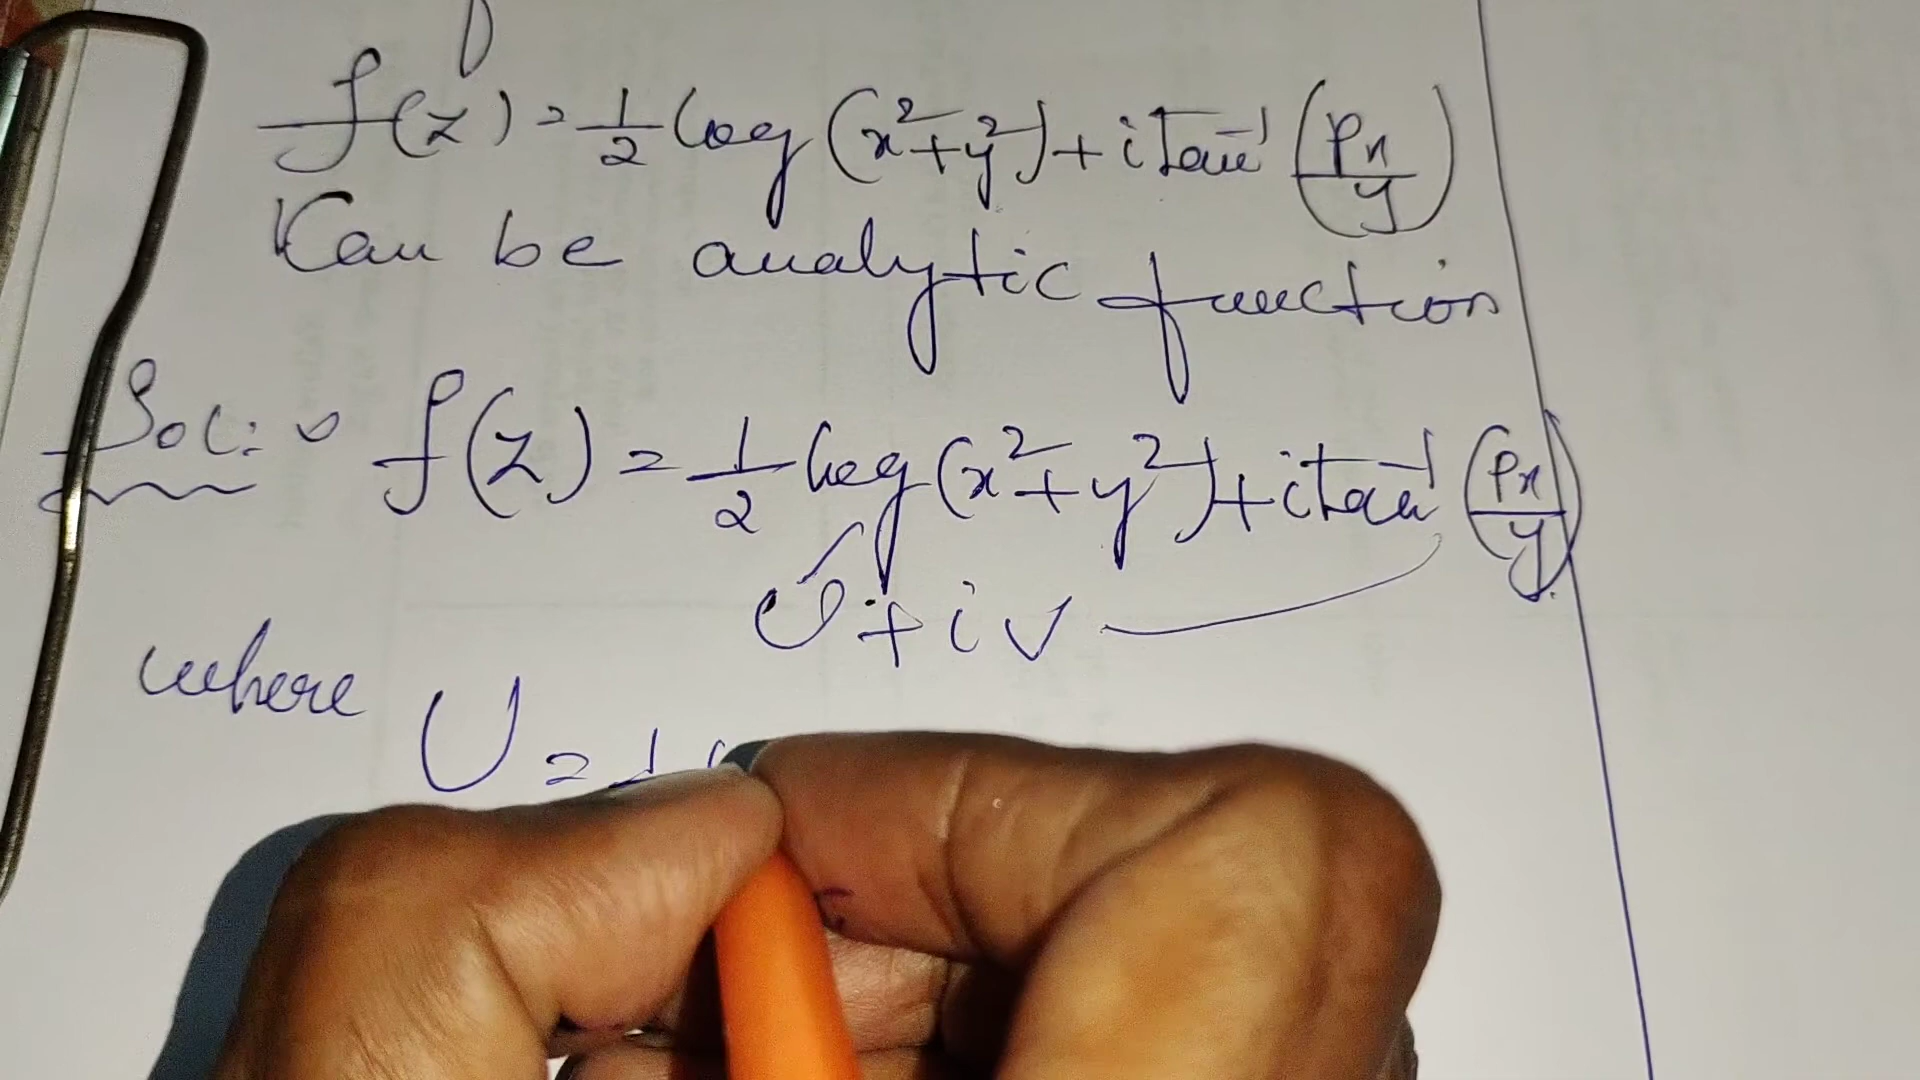 f(z) = 1/2 log (x² + y²) + i tan⁻¹ (px/y)
Can be analytic function
Sol:- f(z) = 1/2 log (x² + y²) + i tan⁻¹ (px/y)
U + iv
where U = 1